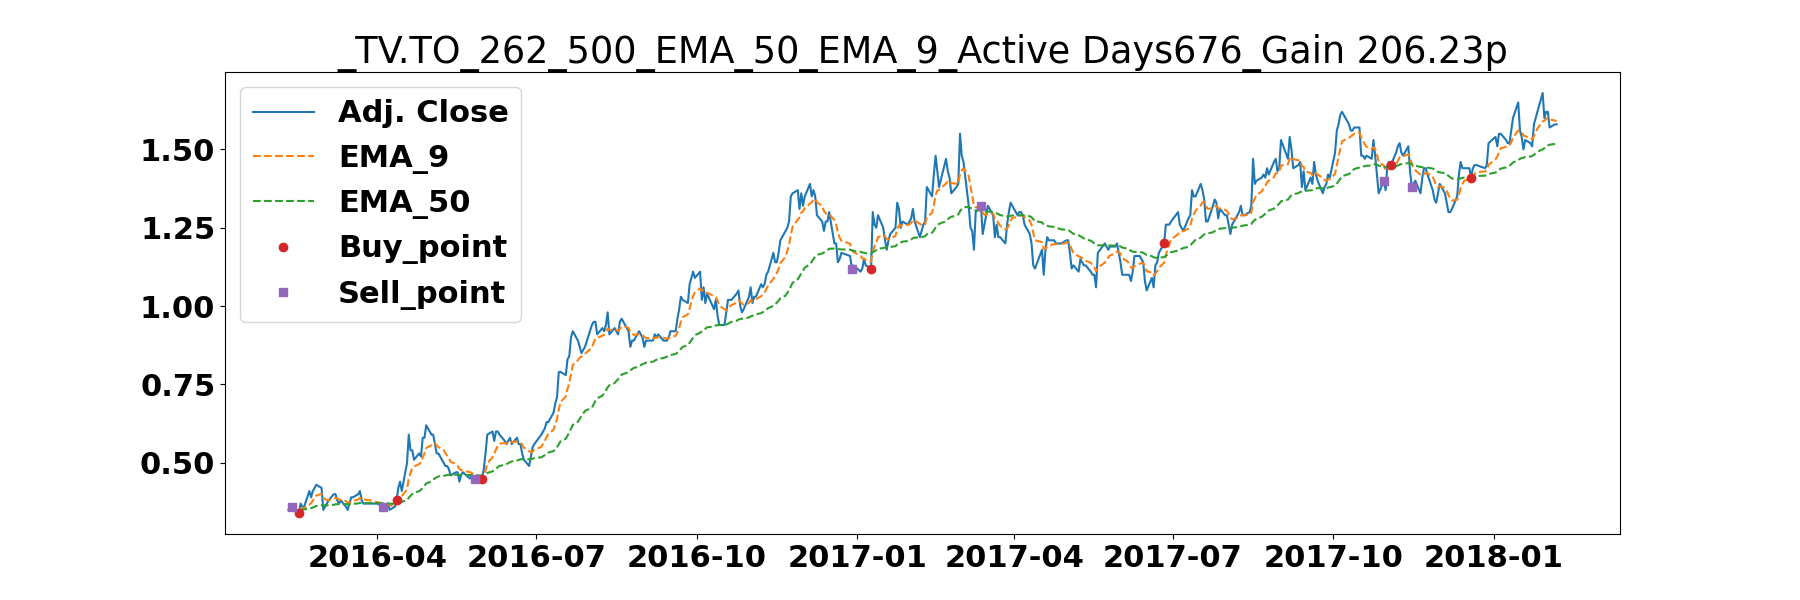 _TV.TO_262_500_EMA_50_EMA_9_Active Days676_Gain 206.23p
Adj. Close
EMA_9
EMA_50
Buy_point
Sell_point
1.50
1.25
1.00
0.75
0.50
2016-04 2016-07 2016-10 2017-01 2017-04 2017-07 2017-10 2018-01